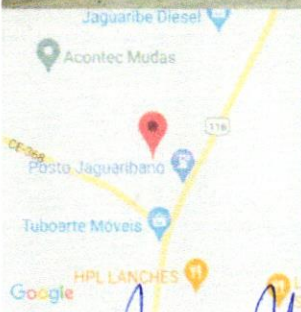 Jaguaribe Diesel
Acontec Mudas
116
CE-368
Posto Jaguaribano
Tuboarte Móveis
HPL LANCHES
Google